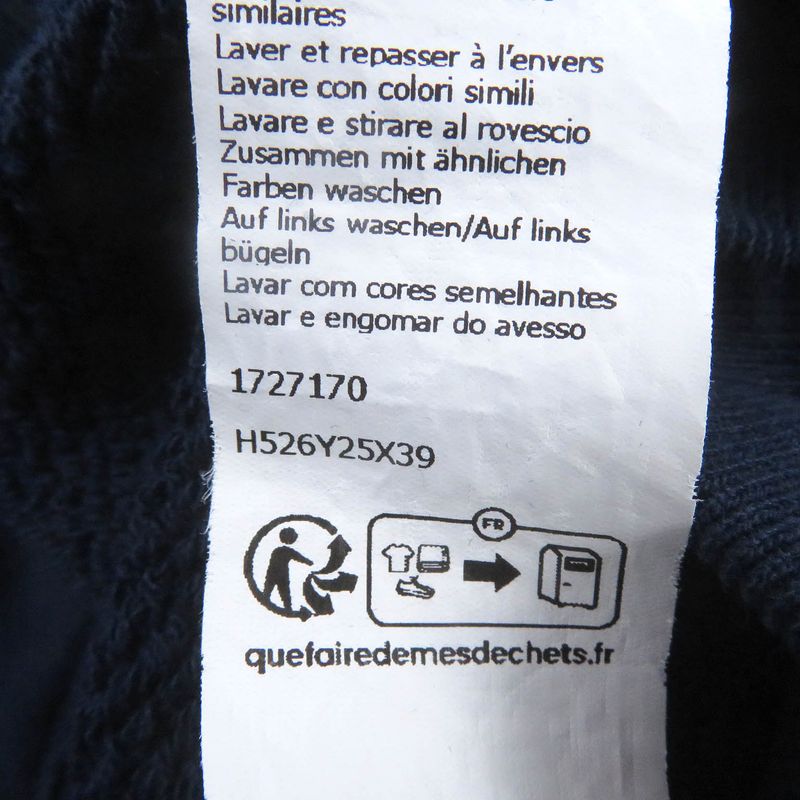 similaires
Laver et repasser à l'envers
Lavare con colori simili
Lavare e stirare al rovescio
Zusammen mit ähnlichen
Farben waschen
Auf links waschen/Auf links
bügeln
Lavar com cores semelhantes
Lavar e engomar do avesso
1727170
H526Y25X39
FR
quefairedemesdechets.fr